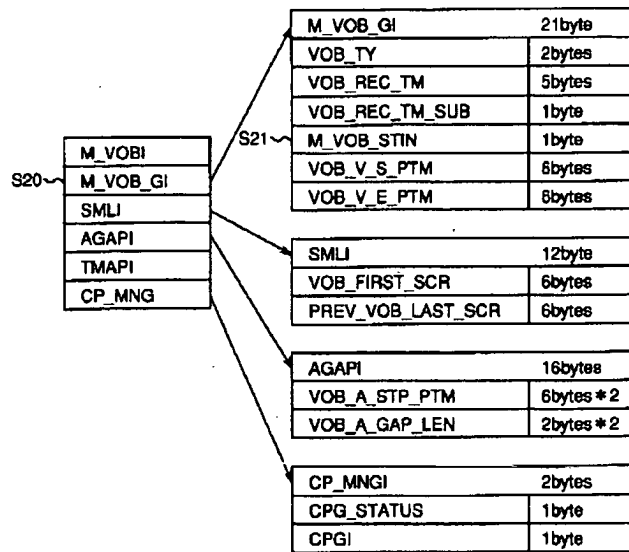 M_VOBI
S20 M_VOB_GI
SMLI
AGAPI
TMAPI
CP_MNG
M_VOB_GI 21byte
VOB_TY 2bytes
VOB_REC_TM 5bytes
VOB_REC_TM_SUB 1byte
S21 M_VOB_STIN 1byte
VOB_V_S_PTM 6bytes
VOB_V_E_PTM 6bytes
SMLI 12byte
VOB_FIRST_SCR 6bytes
PREV_VOB_LAST_SCR 6bytes
AGAPI 16bytes
VOB_A_STP_PTM 6bytes*2
VOB_A_GAP_LEN 2bytes*2
CP_MNGI 2bytes
CPG_STATUS 1byte
CPGI 1byte